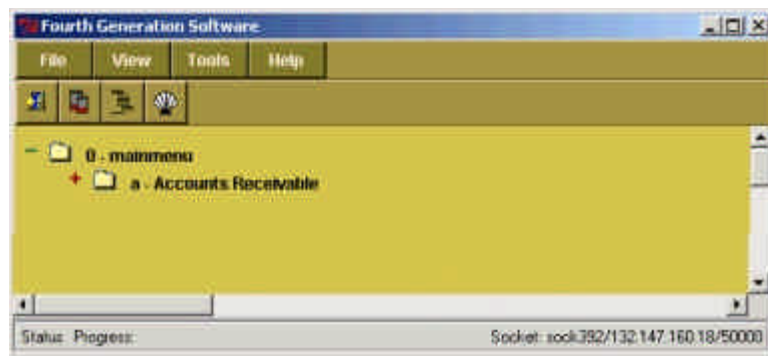 Fourth Generation Software
File View Tools Help
0 - mainmenu
a - Accounts Receivable
Status: Progress: Socket: sock392/132.147.160.18/50000